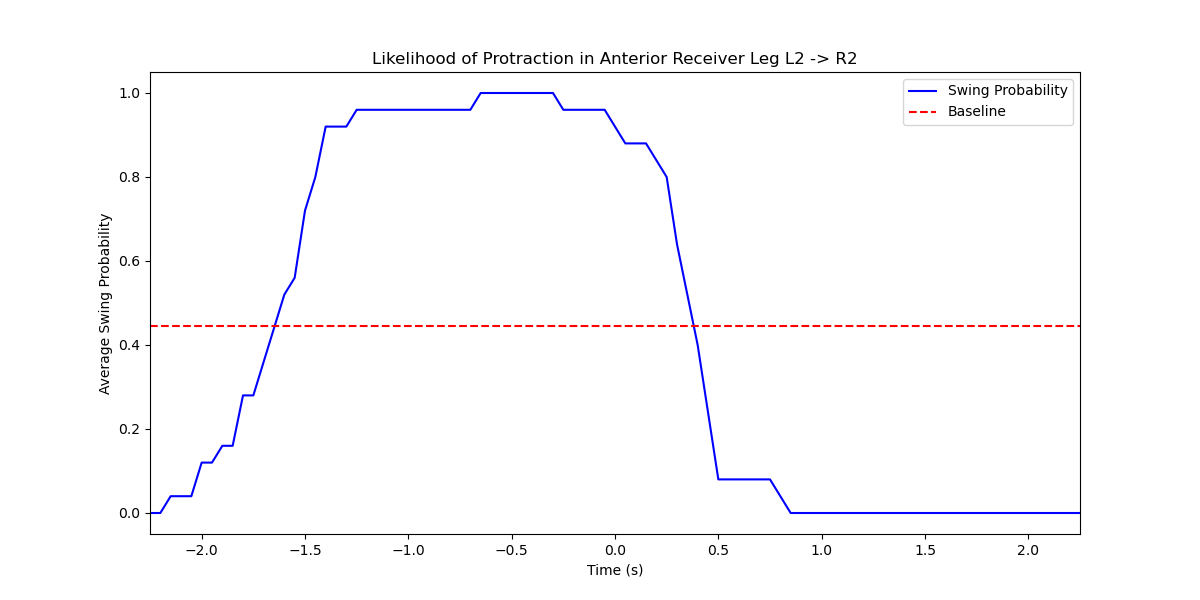 Likelihood of Protraction in Anterior Receiver Leg L2 -> R2
Swing Probability
Baseline
1.0
0.8
0.6
0.4
0.2
0.0
Average Swing Probability
−2.0 −1.5 −1.0 −0.5 0.0 0.5 1.0 1.5 2.0
Time (s)